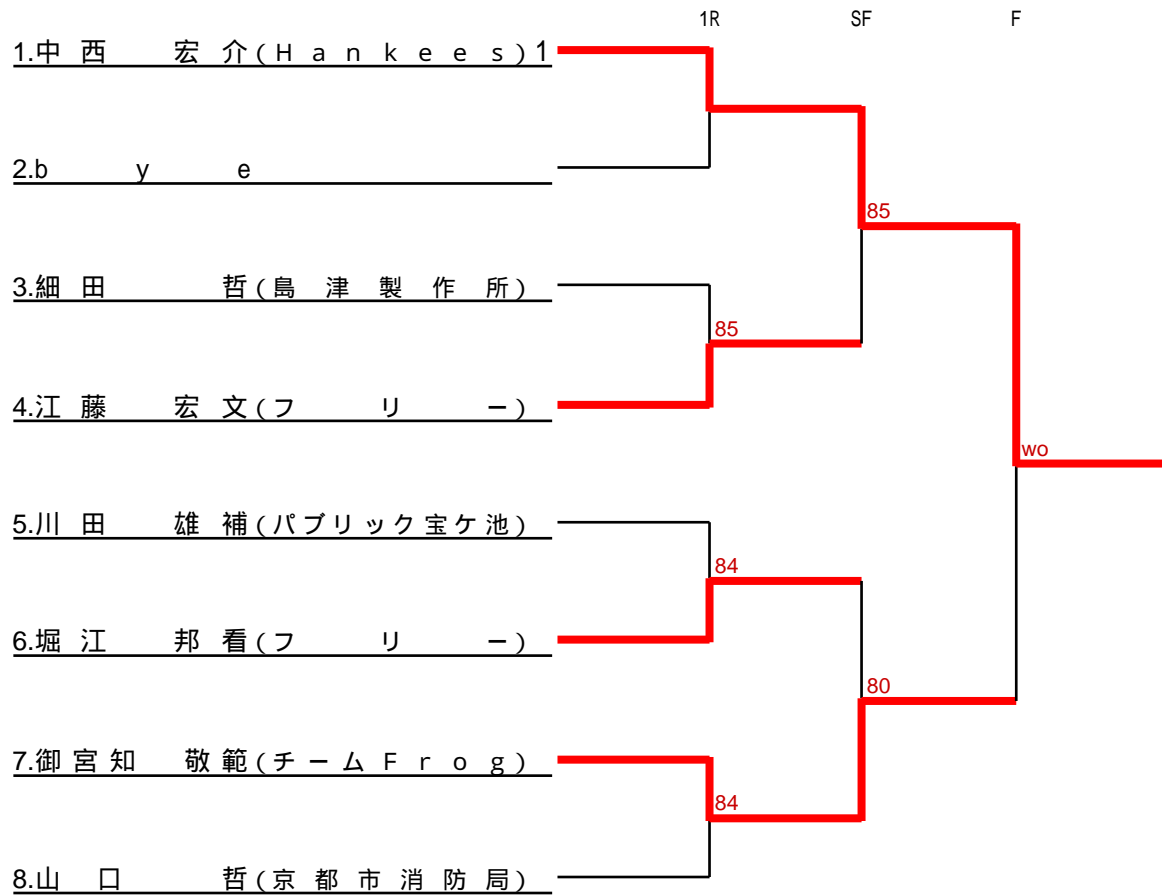 1R SF F
1.中西 宏介(Hankees)1
2.bye
85
3.細田 哲(島津製作所)
85
4.江藤 宏文(フリー)
wo
5.川田 雄補(パブリック宝ケ池)
84
6.堀江 邦看(フリー)
80
7.御宮知 敬範(チームFrog)
84
8.山口 哲(京都市消防局)